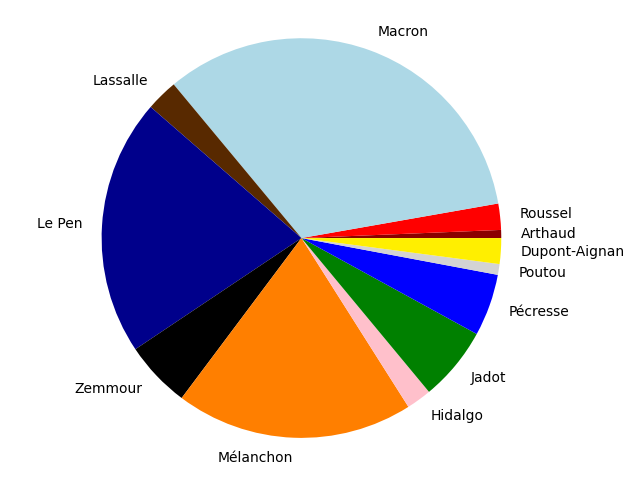 Macron
Lassalle
Roussel
Le Pen
Arthaud
Dupont-Aignan
Poutou
Pécresse
Jadot
Zemmour
Hidalgo
Mélanchon